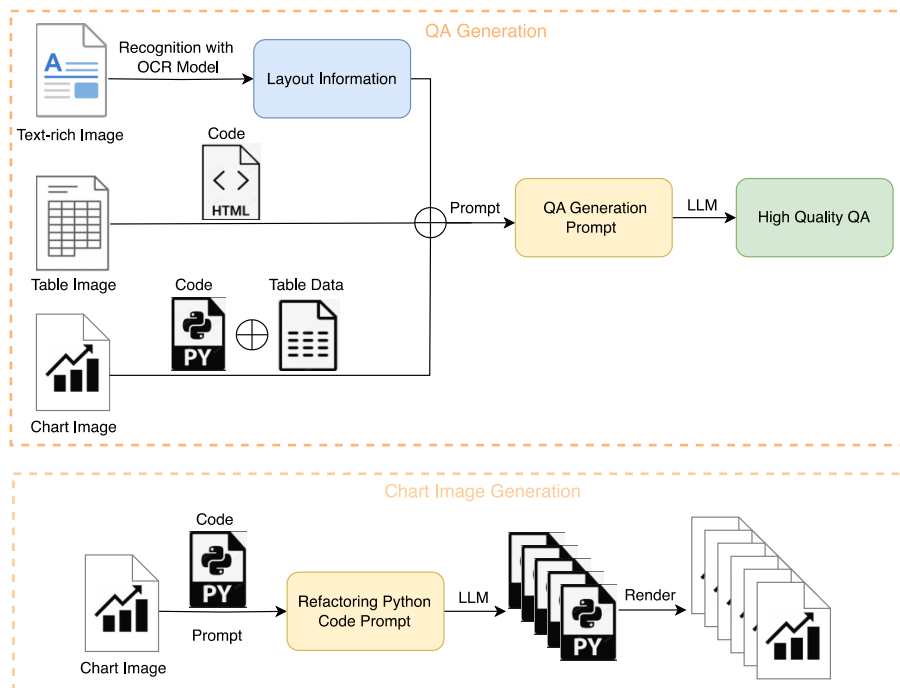 QA Generation
Recognition with
OCR Model
A
Layout Information
Text-rich Image
Code
HTML
Prompt
QA Generation
Prompt
LLM
High Quality QA
Table Image
Code
Table Data
PY
Chart Image
Chart Image Generation
Code
PY
Refactoring Python
Code Prompt
LLM
Render
PY
Prompt
Chart Image